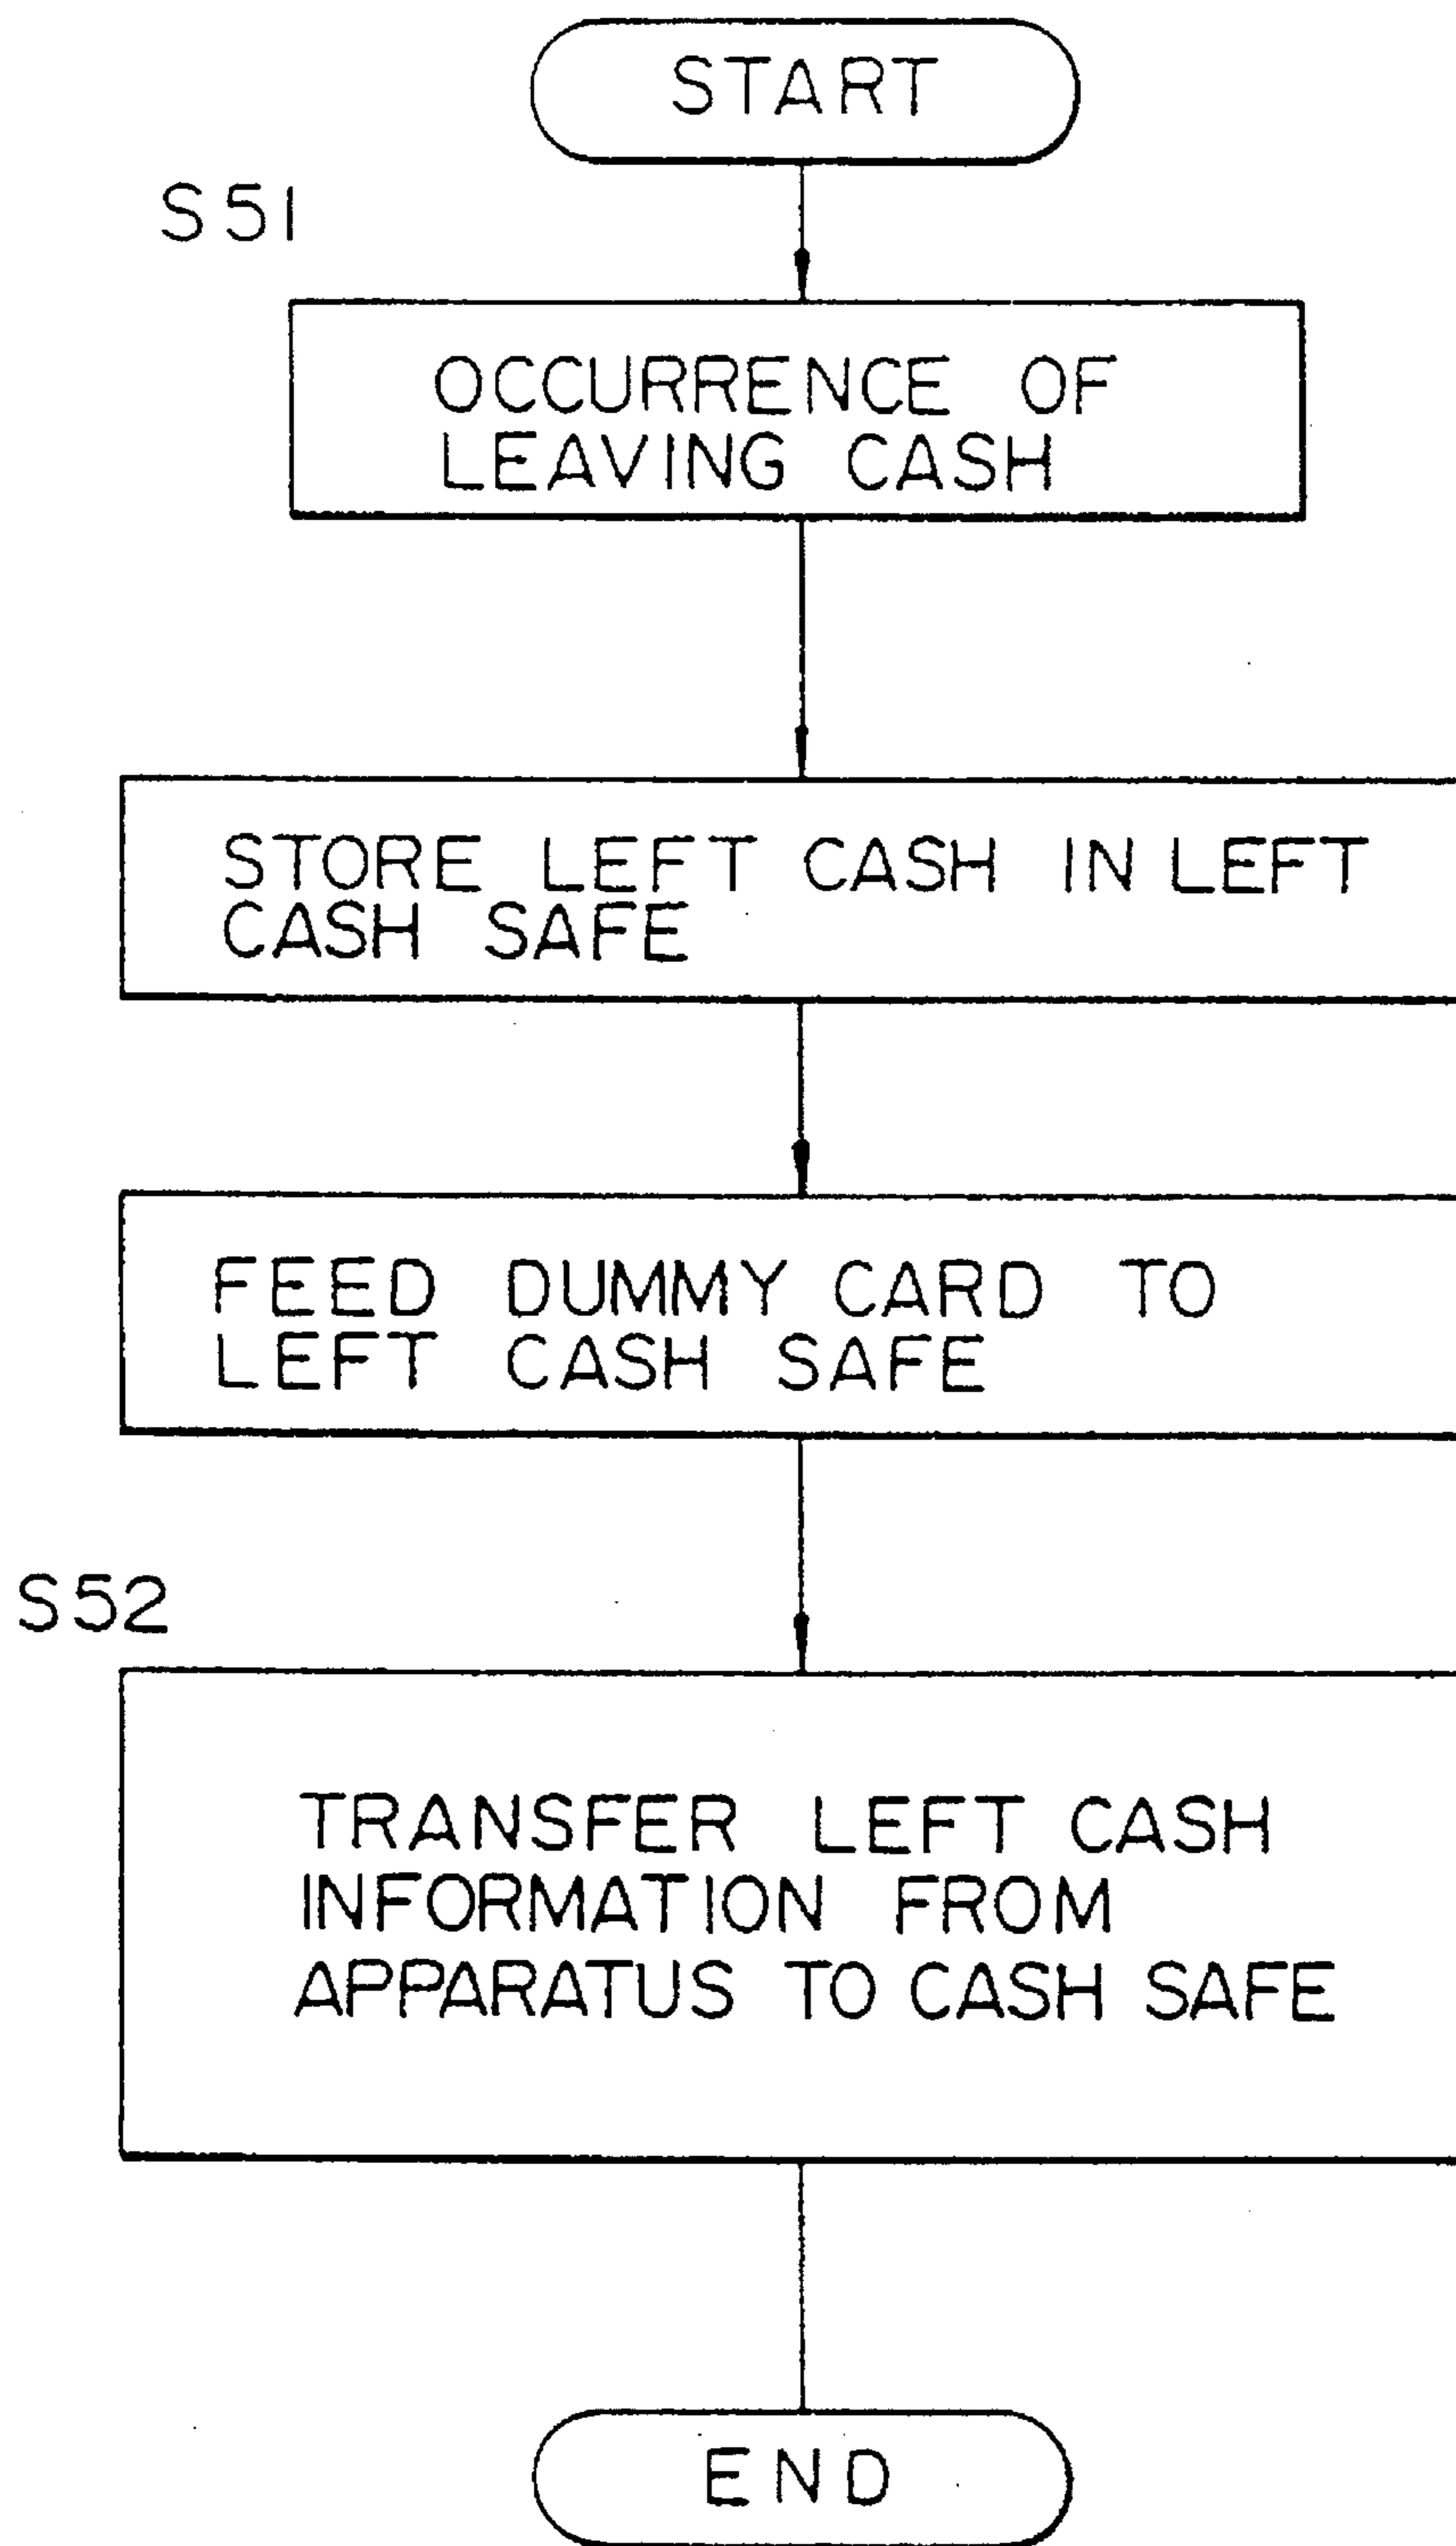 START
S51
OCCURRENCE OF
LEAVING CASH
STORE LEFT CASH IN LEFT
CASH SAFE
FEED DUMMY CARD TO
LEFT CASH SAFE
S52
TRANSFER LEFT CASH
INFORMATION FROM
APPARATUS TO CASH SAFE
END